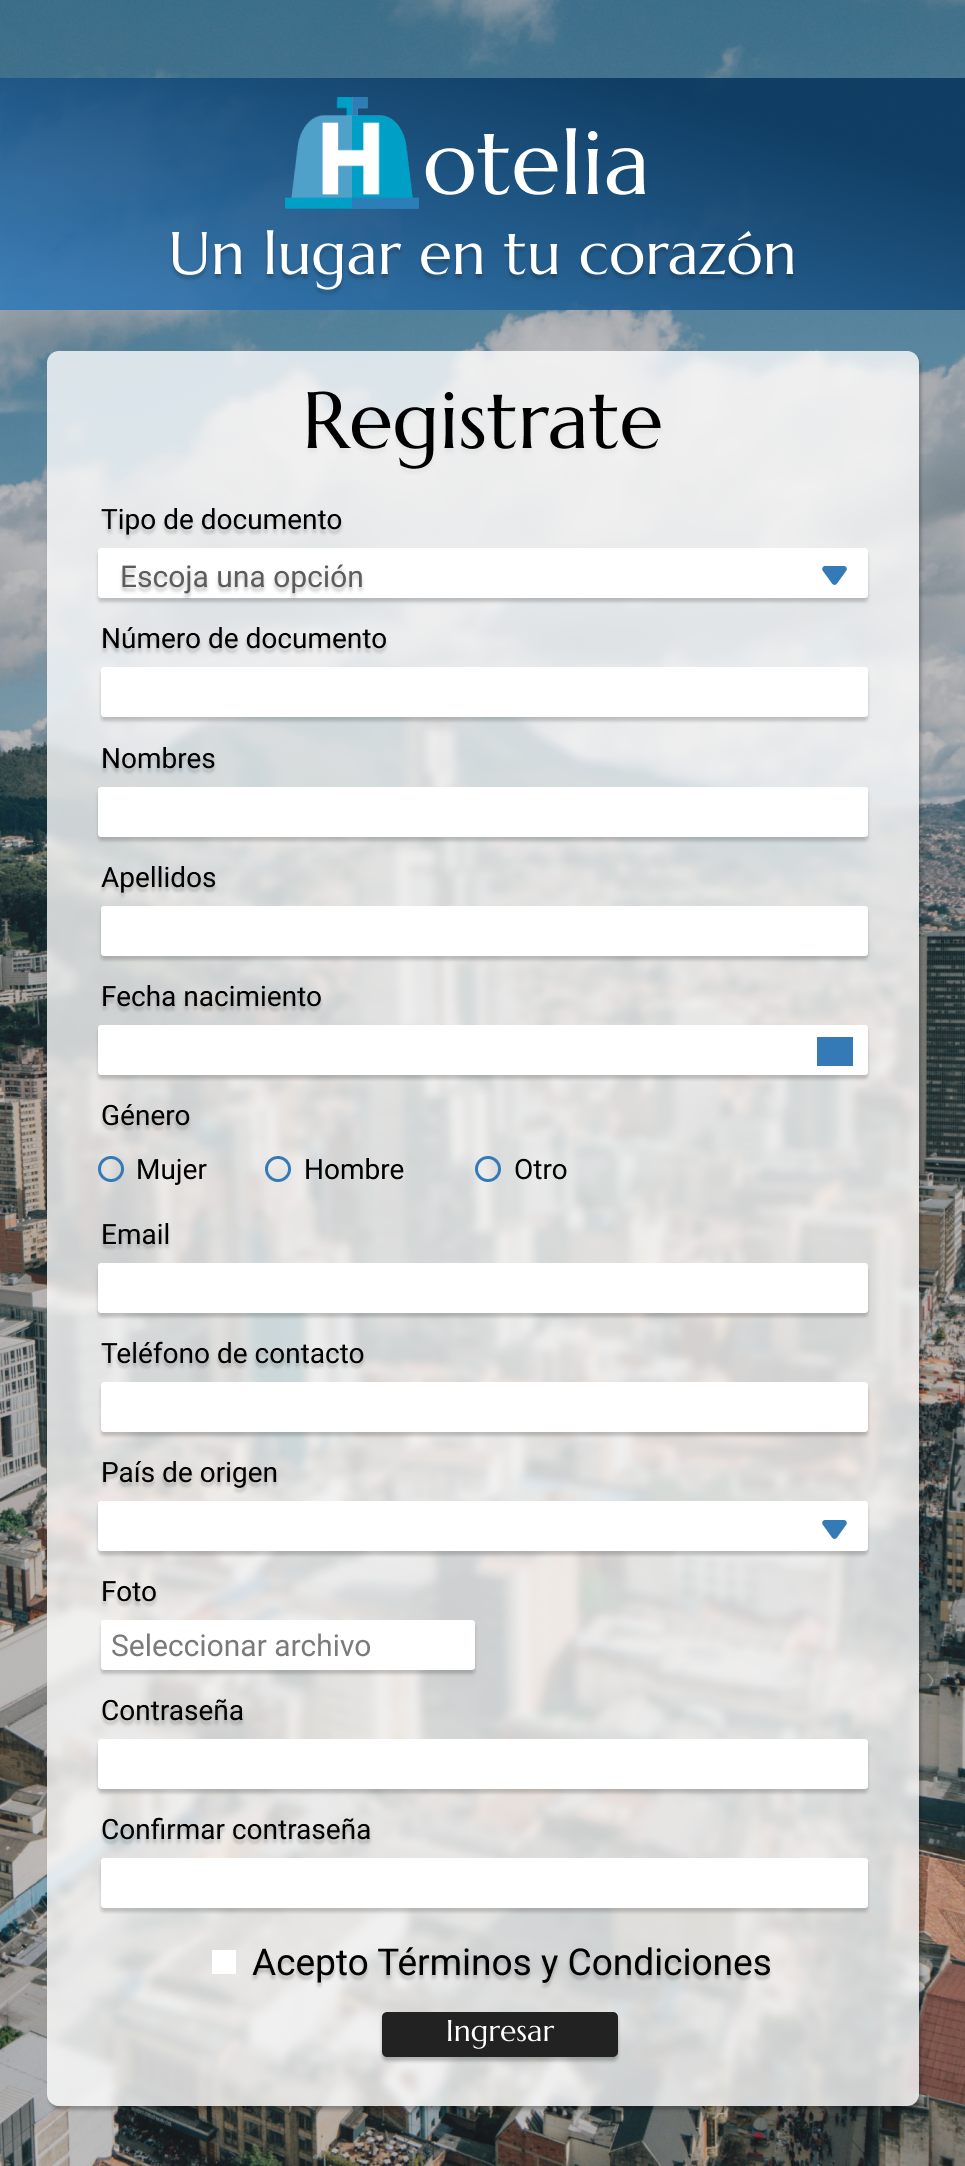 Hotelia
Un lugar en tu corazón
Registrate
Tipo de documento
Escoja una opción
Número de documento
Nombres
Apellidos
Fecha nacimiento
Género
Mujer Hombre Otro
Email
Teléfono de contacto
País de origen
Foto
Seleccionar archivo
Contraseña
Confirmar contraseña
Acepto Términos y Condiciones
Ingresar